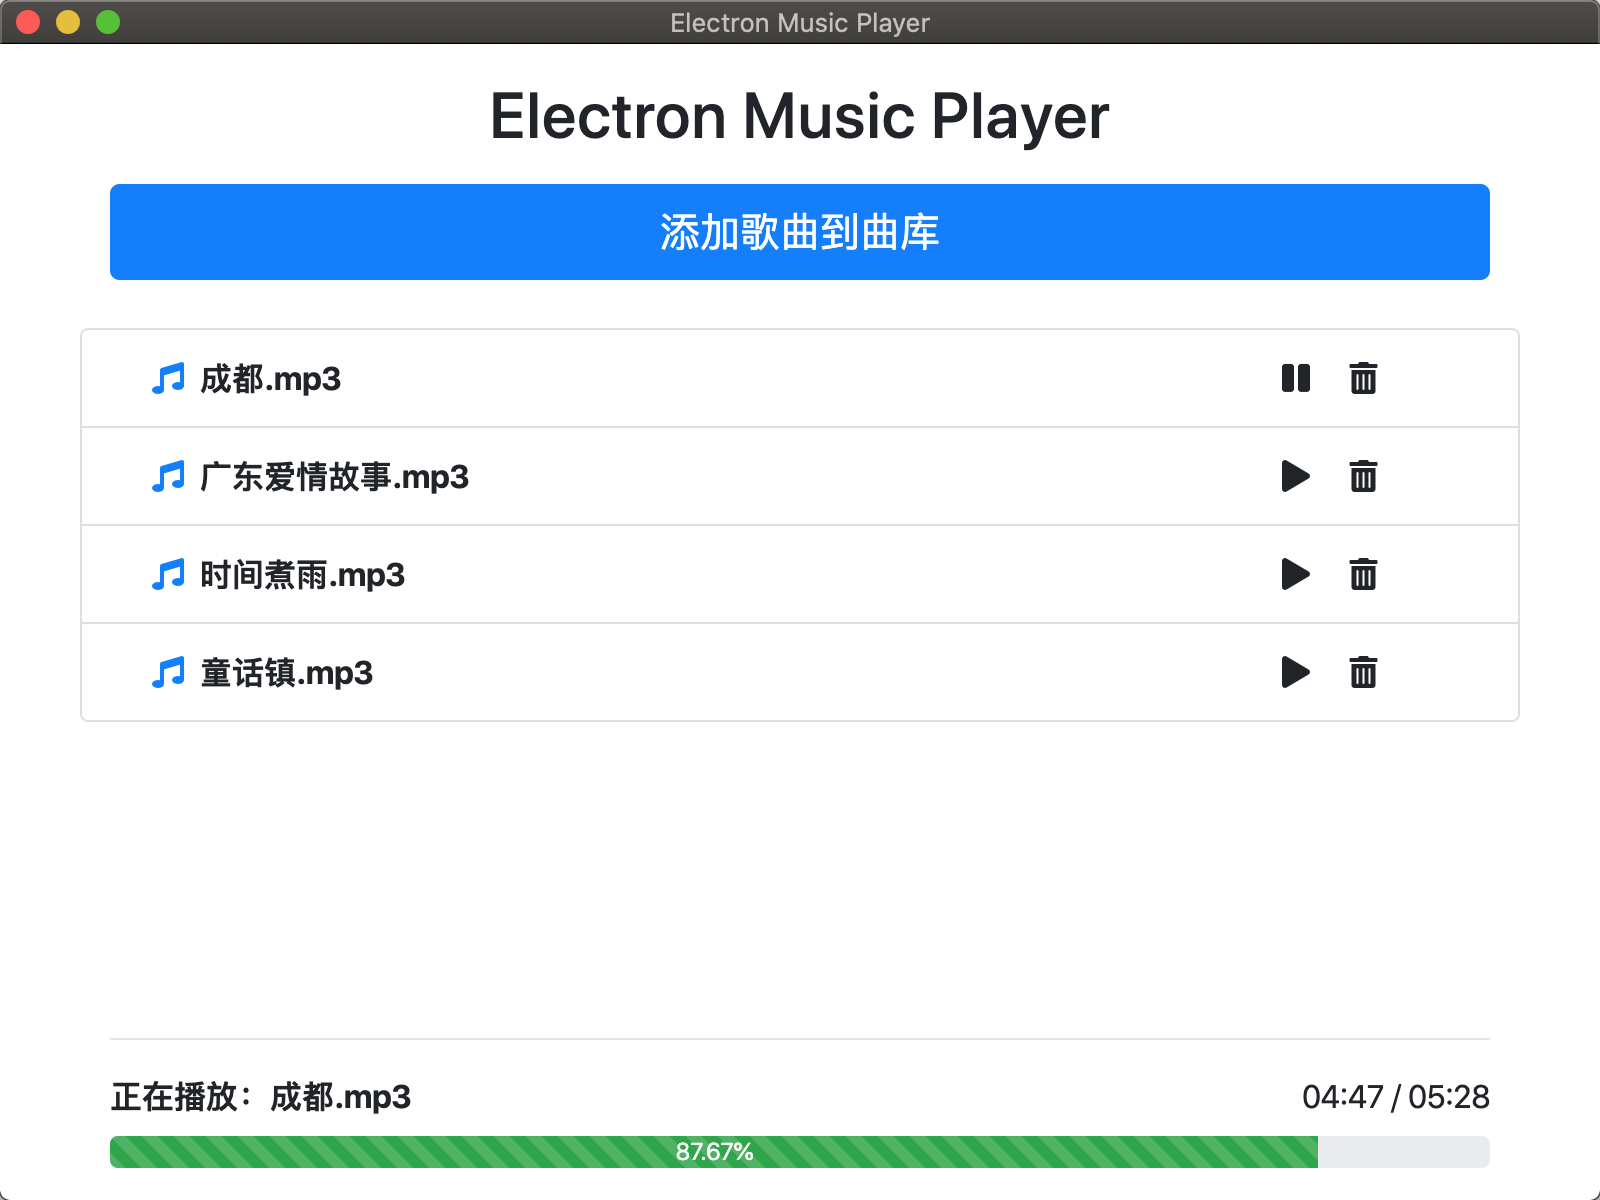 Electron Music Player
Electron Music Player
添加歌曲到曲库
成都.mp3
广东爱情故事.mp3
时间煮雨.mp3
童话镇.mp3
正在播放：成都.mp3 04:47 / 05:28
87.67%